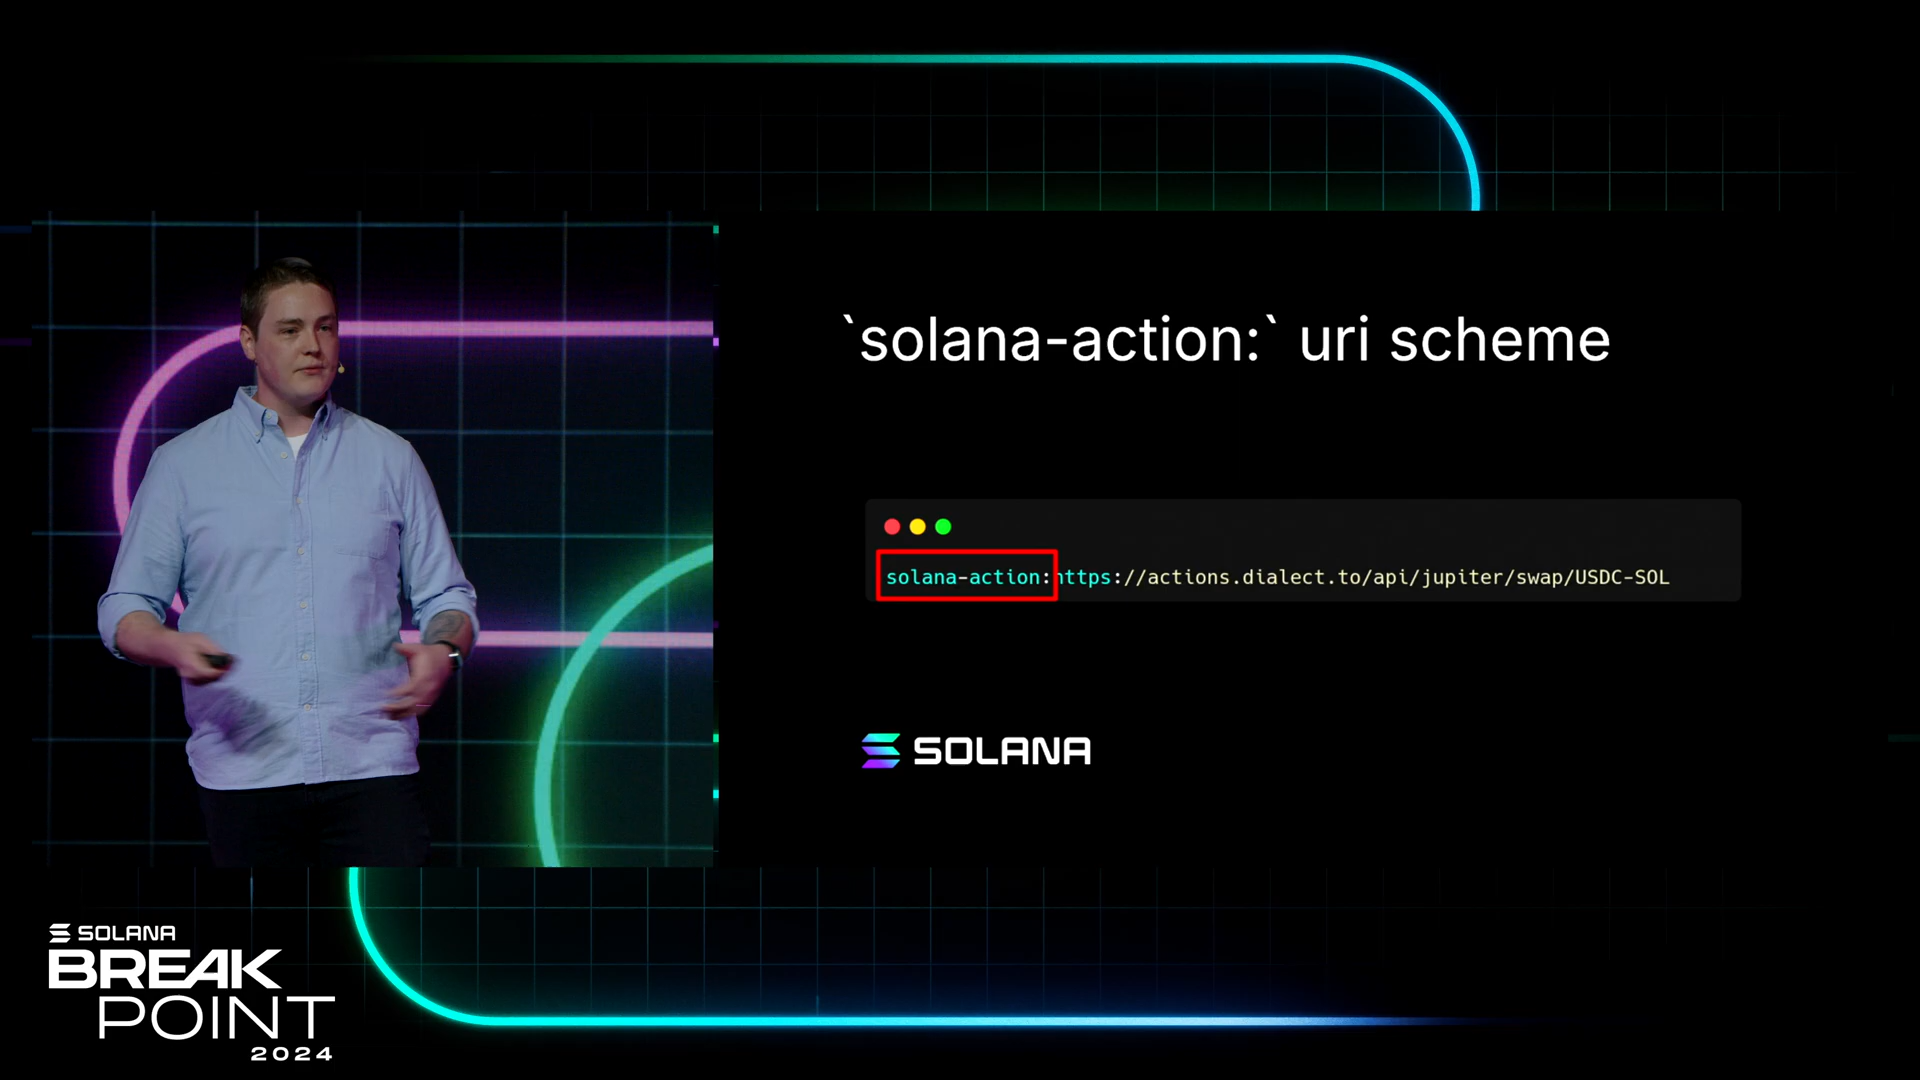 `solana-action:` uri scheme
solana-action:https://actions.dialect.to/api/jupiter/swap/USDC-SOL
SOLANA
SOLANA
BREAK
POINT
2024